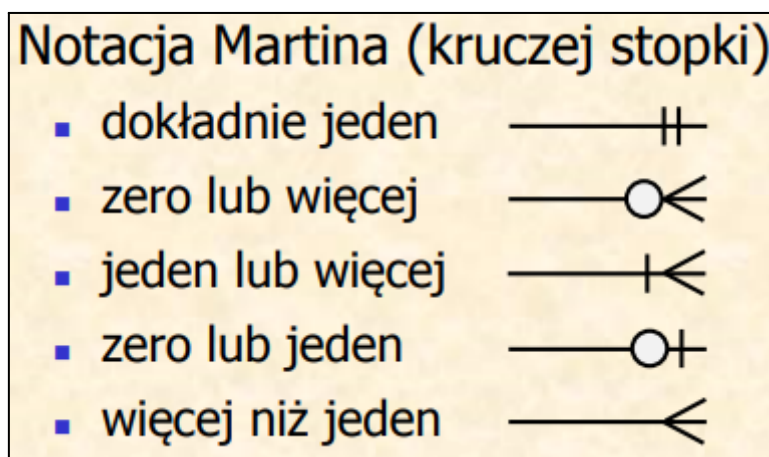 Notacja Martina (kruczej stopki)
dokładnie jeden
zero lub więcej
jeden lub więcej
zero lub jeden
więcej niż jeden